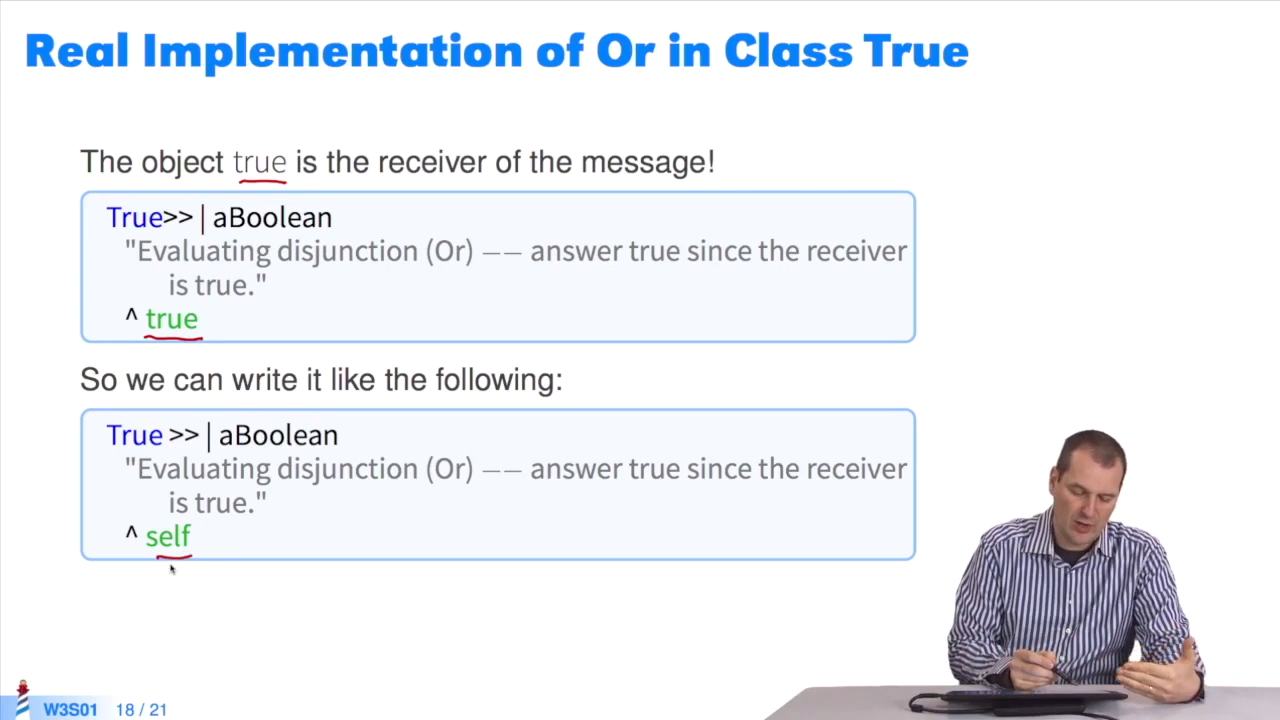 Real Implementation of Or in Class True
The object true is the receiver of the message!
True>> | aBoolean
"Evaluating disjunction (Or) −− answer true since the receiver
is true."
^ true
So we can write it like the following:
True >> | aBoolean
"Evaluating disjunction (Or) −− answer true since the receiver
is true."
^ self
W3S01 18 / 21